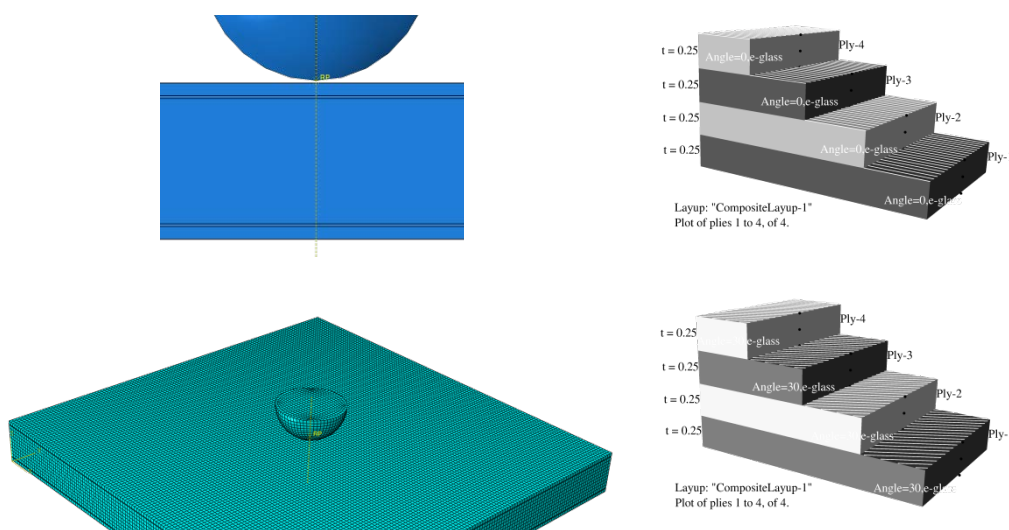 RP
t = 0.25
Angle=0,e-glass
Ply-4
t = 0.25
Angle=0,e-glass
Ply-3
t = 0.25
Angle=0,e-glass
Ply-2
t = 0.25
Angle=0,e-glass
Layup: "CompositeLayup-1"
Plot of plies 1 to 4, of 4.
RP
t = 0.25
e-glass
Ply-4
t = 0.25
Angle=30,e-glass
Ply-3
t = 0.25
e-glass
Ply-2
t = 0.25
Angle=30,e-glass
Ply-
Layup: "CompositeLayup-1"
Plot of plies 1 to 4, of 4.